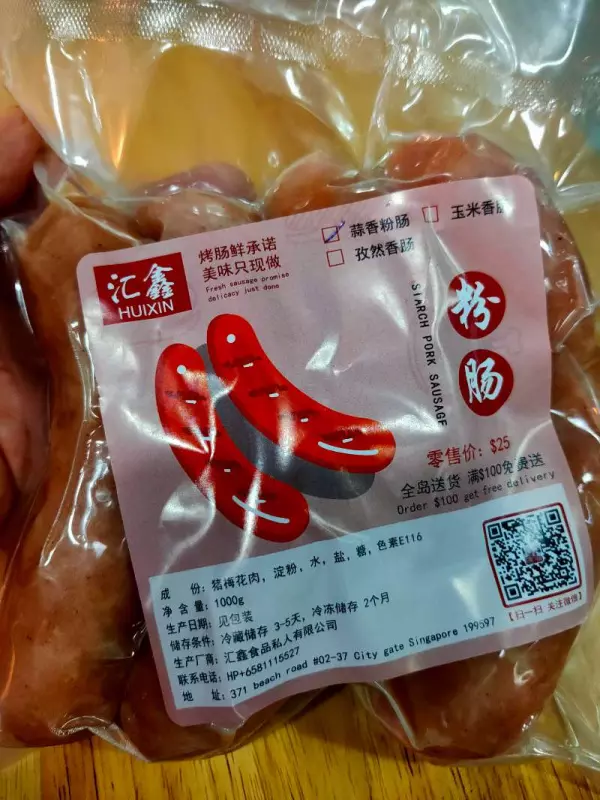 汇鑫
HUIXIN
烤肠鲜承诺
美味只现做
Fresh sausage promise
delicacy just done
蒜香粉肠
玉米香肠
孜然香肠
粉肠
STARCH PORK SAUSAGE
零售价: $25
全岛送货 满$100免费送
Order $100 get free delivery
成 份: 猪梅花肉, 淀粉, 水, 盐, 糖, 色素E116
净 含 量: 1000g
生产日期: 见包装
储存条件: 冷藏储存 3-5天, 冷冻储存 2个月
生产厂商: 汇鑫食品私人有限公司
联系电话: HP+6581115527
地 址: 371 beach road #02-37 City gate Singapore 199597
【扫一扫 关注微信】